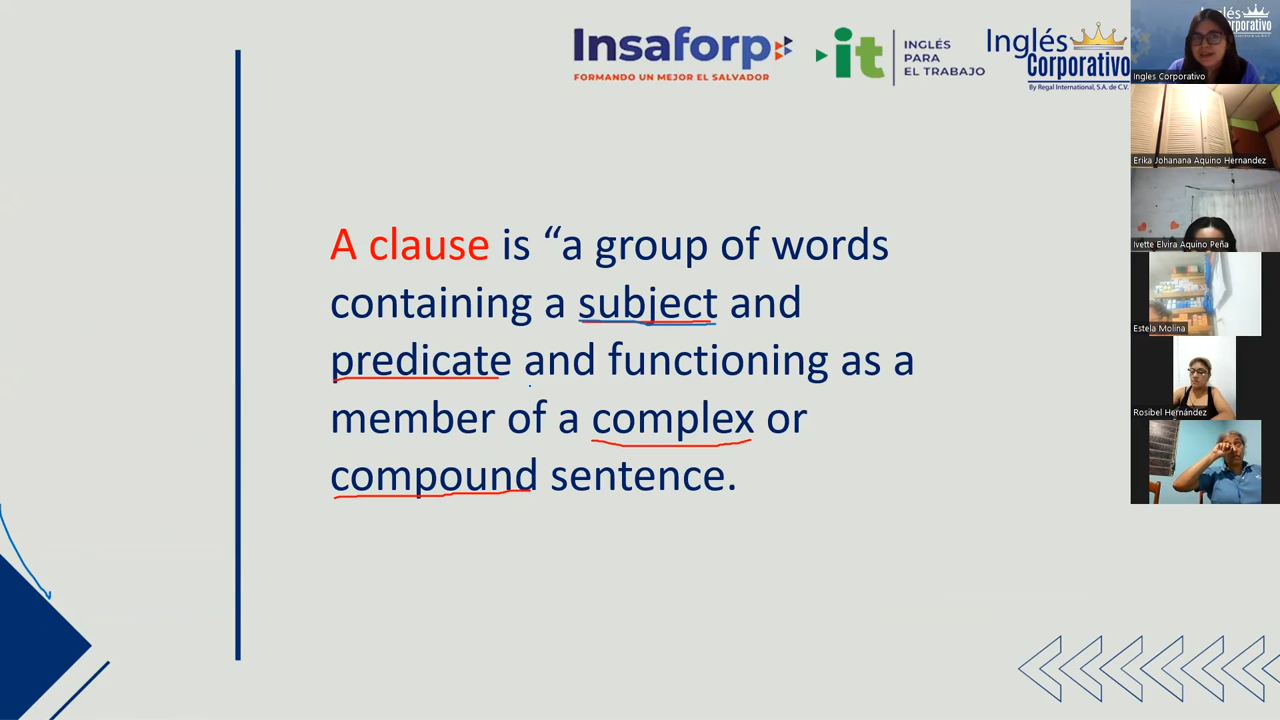 Insaforp
FORMANDO UN MEJOR EL SALVADOR
it
INGLÉS
PARA
EL TRABAJO
Inglés
Corporativo
By Regal International, S.A. de C.V.
A clause is “a group of words
containing a subject and
predicate and functioning as a
member of a complex or
compound sentence.
Inglés
Corporativo
Ingles Corporativo
Erika Johanana Aquino Hernandez
Ivette Elvira Aquino Peña
Estela Molina
Rosibel Hernández